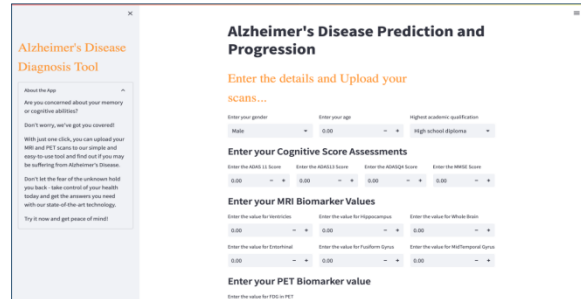 Alzheimer's Disease
Diagnosis Tool
About the App
Are you concerned about your memory
or cognitive abilities?
Don't worry, we've got you covered!
With just one click, you can upload your
MRI and PET scans to our simple and
easy-to-use tool and find out if you may
be suffering from Alzheimer's Disease.
Don't let the fear of the unknown hold
you back - take control of your health
today and get the answers you need
with our state-of-the-art technology.
Try it now and get peace of mind!
Alzheimer's Disease Prediction and
Progression
Enter the details and Upload your
scans...
Enter your gender Enter your age Highest academic qualification
Male 0.00 - + High school diploma
Enter your Cognitive Score Assessments
Enter the ADAS 11 Score Enter the ADAS13 Score Enter the ADASQ4 Score Enter the MMSE Score
0.00 - + 0.00 - + 0.00 - + 0.00 - +
Enter your MRI Biomarker Values
Enter the value for Ventricles Enter the value for Hippocampus Enter the value for Whole Brain
0.00 - + 0.00 - + 0.00 - +
Enter the value for Entorhinal Enter the value for Fusiform Gyrus Enter the value for MidTemporal Gyrus
0.00 - + 0.00 - + 0.00 - +
Enter your PET Biomarker value
Enter the value for FDG in PET